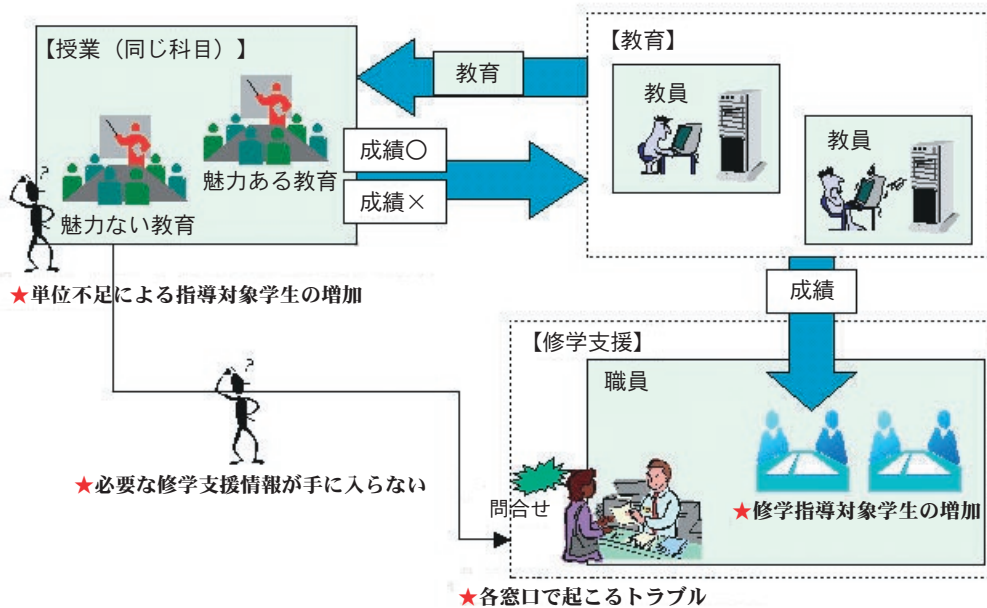 【授業（同じ科目）】
魅力ある教育
魅力ない教育
教育
成績〇
成績×
【教育】
教員
教員
★単位不足による指導対象学生の増加
成績
【修学支援】
職員
★必要な修学支援情報が手に入らない
問合せ
★修学指導対象学生の増加
★各窓口で起こるトラブル